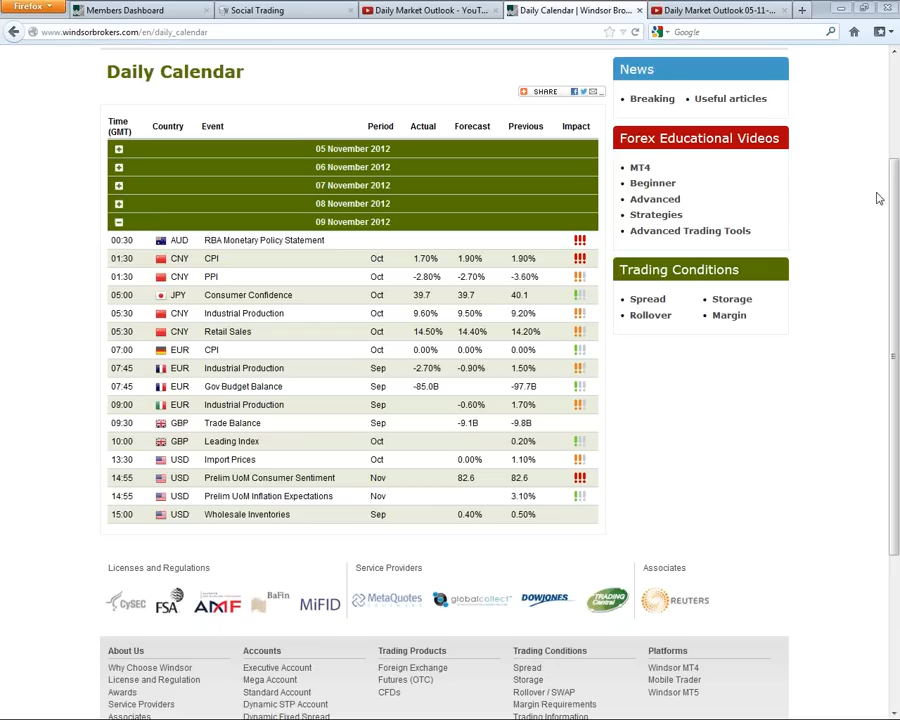 Firefox
Members Dashboard
Social Trading
Daily Market Outlook - YouT...
Daily Calendar | Windsor Bro...
Daily Market Outlook 05-11-...
www.windsorbrokers.com/en/daily_calendar
Google
Daily Calendar
SHARE
Time (GMT) Country Event Period Actual Forecast Previous Impact
05 November 2012
06 November 2012
07 November 2012
08 November 2012
09 November 2012
00:30 AUD RBA Monetary Policy Statement
01:30 CNY CPI Oct 1.70% 1.90% 1.90%
01:30 CNY PPI Oct -2.80% -2.70% -3.60%
05:00 JPY Consumer Confidence Oct 39.7 39.7 40.1
05:30 CNY Industrial Production Oct 9.60% 9.50% 9.20%
05:30 CNY Retail Sales Oct 14.50% 14.40% 14.20%
07:00 EUR CPI Oct 0.00% 0.00% 0.00%
07:45 EUR Industrial Production Sep -2.70% -0.90% 1.50%
07:45 EUR Gov Budget Balance Sep -85.0B -97.7B
09:00 EUR Industrial Production Sep -0.60% 1.70%
09:30 GBP Trade Balance Sep -9.1B -9.8B
10:00 GBP Leading Index Oct 0.20%
13:30 USD Import Prices Oct 0.00% 1.10%
14:55 USD Prelim UoM Consumer Sentiment Nov 82.6 82.6
14:55 USD Prelim UoM Inflation Expectations Nov 3.10%
15:00 USD Wholesale Inventories Sep 0.40% 0.50%
News
Breaking Useful articles
Forex Educational Videos
MT4
Beginner
Advanced
Strategies
Advanced Trading Tools
Trading Conditions
Spread Storage
Rollover Margin
Licenses and Regulations Service Providers Associates
CySEC FSA AMF BaFin MiFID MetaQuotes globalcollect DOWJONES TRADING Central REUTERS
About Us Accounts Trading Products Trading Conditions Platforms
Why Choose Windsor Executive Account Foreign Exchange Spread Windsor MT4
License and Regulation Mega Account Futures (OTC) Storage Mobile Trader
Awards Standard Account CFDs Rollover / SWAP Windsor MT5
Service Providers Dynamic STP Account Margin Requirements
Associates Dynamic Fixed Spread Trading Information